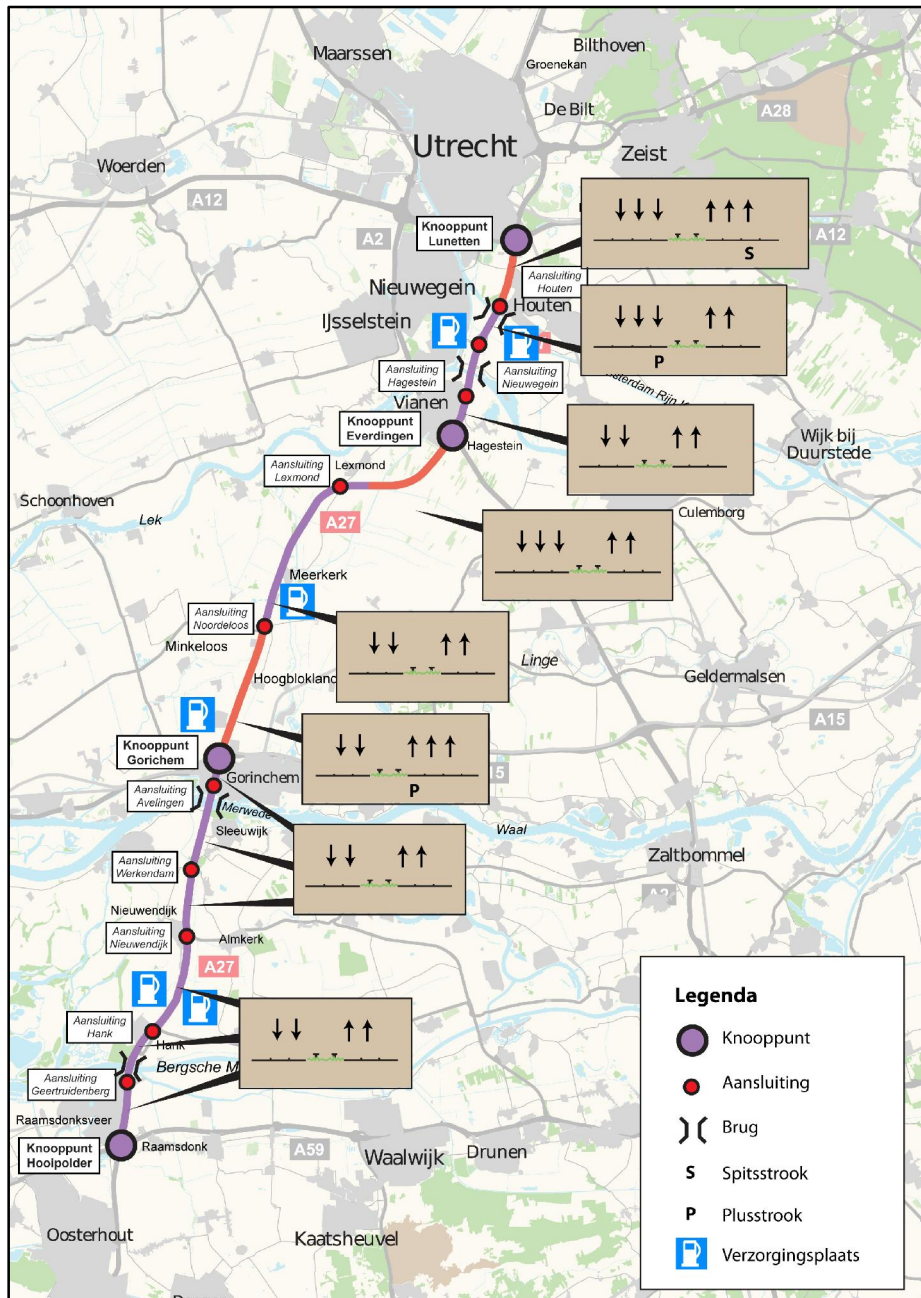 Maarssen
Bilthoven
Groenekan
De Bilt
A28
Utrecht
Zeist
Woerden
A12
A2
Knooppunt
Lunetten
A12
S
Aansluiting
Houten
Nieuwegein
Houten
IJsselstein
P
Aansluiting
Hagestein
Aansluiting
Nieuwegein
Vianen
Knooppunt
Everdingen
Hagestein
Wijk bij
Duurstede
Aansluiting
Lexmond
Lexmond
Schoonhoven
Lek
A27
Culemborg
Meerkerk
Aansluiting
Noordeloos
Minkeloos
Hoogblokland
Linge
Geldermalsen
A15
Knooppunt
Gorichem
P
Gorinchem
15
Aansluiting
Avelingen
Merwede
Sleeuwijk
Waal
Aansluiting
Werkendam
Zaltbommel
Nieuwendijk
Aansluiting
Nieuwendijk
Almkerk
A27
Aansluiting
Hank
Hank
Bergsche M
Aansluiting
Geertruidenberg
Raamsdonksveer
Knooppunt
Hooipolder
Raamsdonk
A59
Waalwijk
Drunen
Oosterhout
Kaatsheuvel
Legenda
Knooppunt
Aansluiting
Brug
S Spitsstrook
P Plusstrook
Verzorgingsplaats